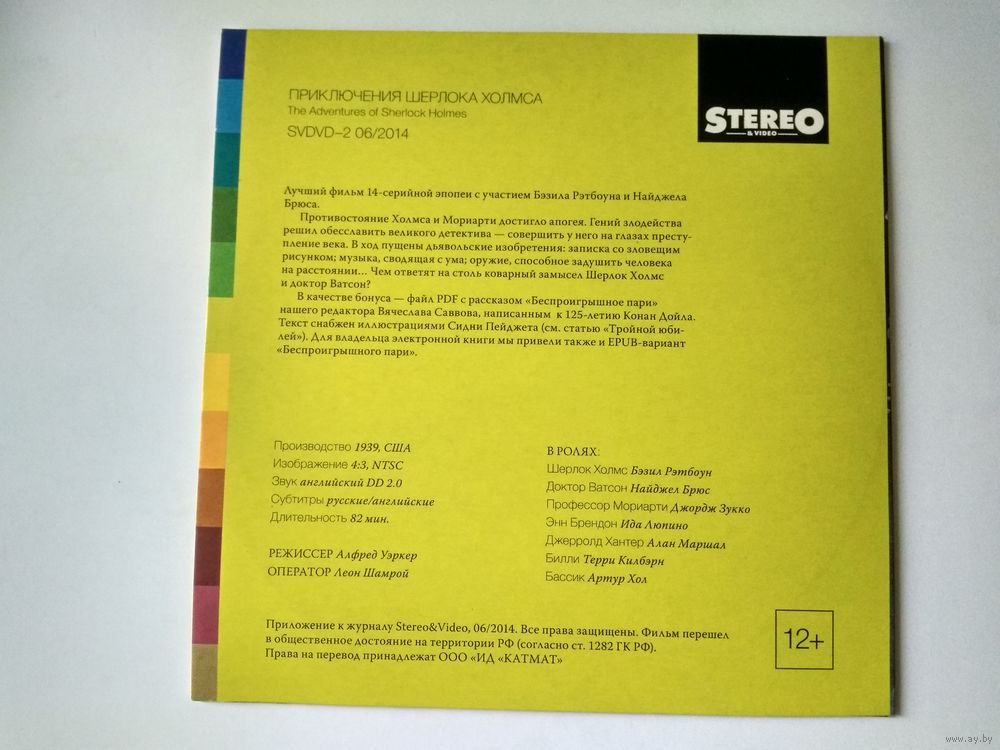 ПРИКЛЮЧЕНИЯ ШЕРЛОКА ХОЛМСА
The Adventures of Sherlock Holmes
SVDVD-2 06/2014
STEREO
& VIDEO
Лучший фильм 14-серийной эпопеи с участием Бэзила Рэтбоуна и Найджела
Брюса.
Противостояние Холмса и Мориарти достигло апогея. Гений злодейства
решил обесславить великого детектива — совершить у него на глазах престу-
пление века. В ход пущены дьявольские изобретения: записка со зловещим
рисунком; музыка, сводящая с ума; оружие, способное задушить человека
на расстоянии... Чем ответят на столь коварный замысел Шерлок Холмс
и доктор Ватсон?
В качестве бонуса — файл PDF с рассказом «Беспроигрышное пари»
нашего редактора Вячеслава Саввова, написанным к 125-летию Конан Дойла.
Текст снабжен иллюстрациями Сидни Пейджета (см. статью «Тройной юби-
лей»). Для владельца электронной книги мы привели также и EPUB-вариант
«Беспроигрышного пари».
Производство 1939, США
Изображение 4:3, NTSC
Звук английский DD 2.0
Субтитры русские/английские
Длительность 82 мин.
РЕЖИССЕР Алфред Уэркер
ОПЕРАТОР Леон Шамрой
В РОЛЯХ:
Шерлок Холмс Бэзил Рэтбоун
Доктор Ватсон Найджел Брюс
Профессор Мориарти Джордж Зукко
Энн Брендон Ида Люпино
Джерролд Хантер Алан Маршал
Билли Терри Килбэрн
Бассик Артур Хол
Приложение к журналу Stereo&Video, 06/2014. Все права защищены. Фильм перешел
в общественное достояние на территории РФ (согласно ст. 1282 ГК РФ).
Права на перевод принадлежат ООО «ИД «КАТМАТ»
12+
www.ay.by